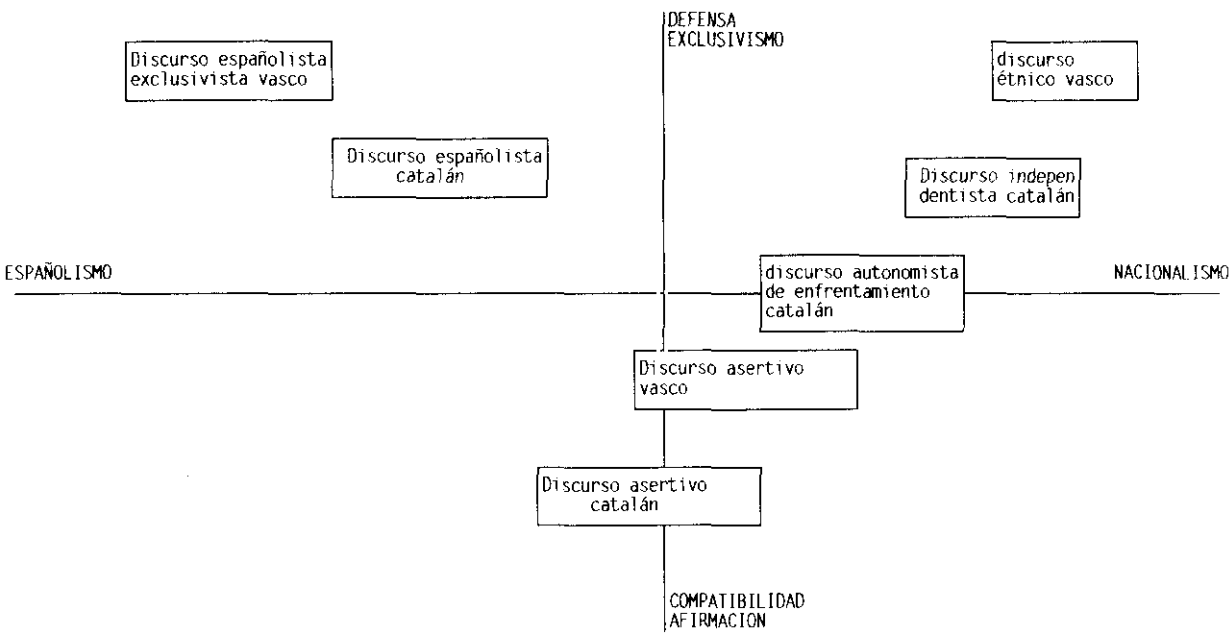 DEFENSA
EXCLUSIVISMO
Discurso españolista
exclusivista vasco
discurso
étnico vasco
Discurso españolista
catalán
Discurso indepen
dentista catalán
ESPAÑOLISMO
discurso autonomista
de enfrentamiento
catalán
NACIONALISMO
Discurso asertivo
vasco
Discurso asertivo
catalán
COMPATIBILIDAD
AFIRMACION